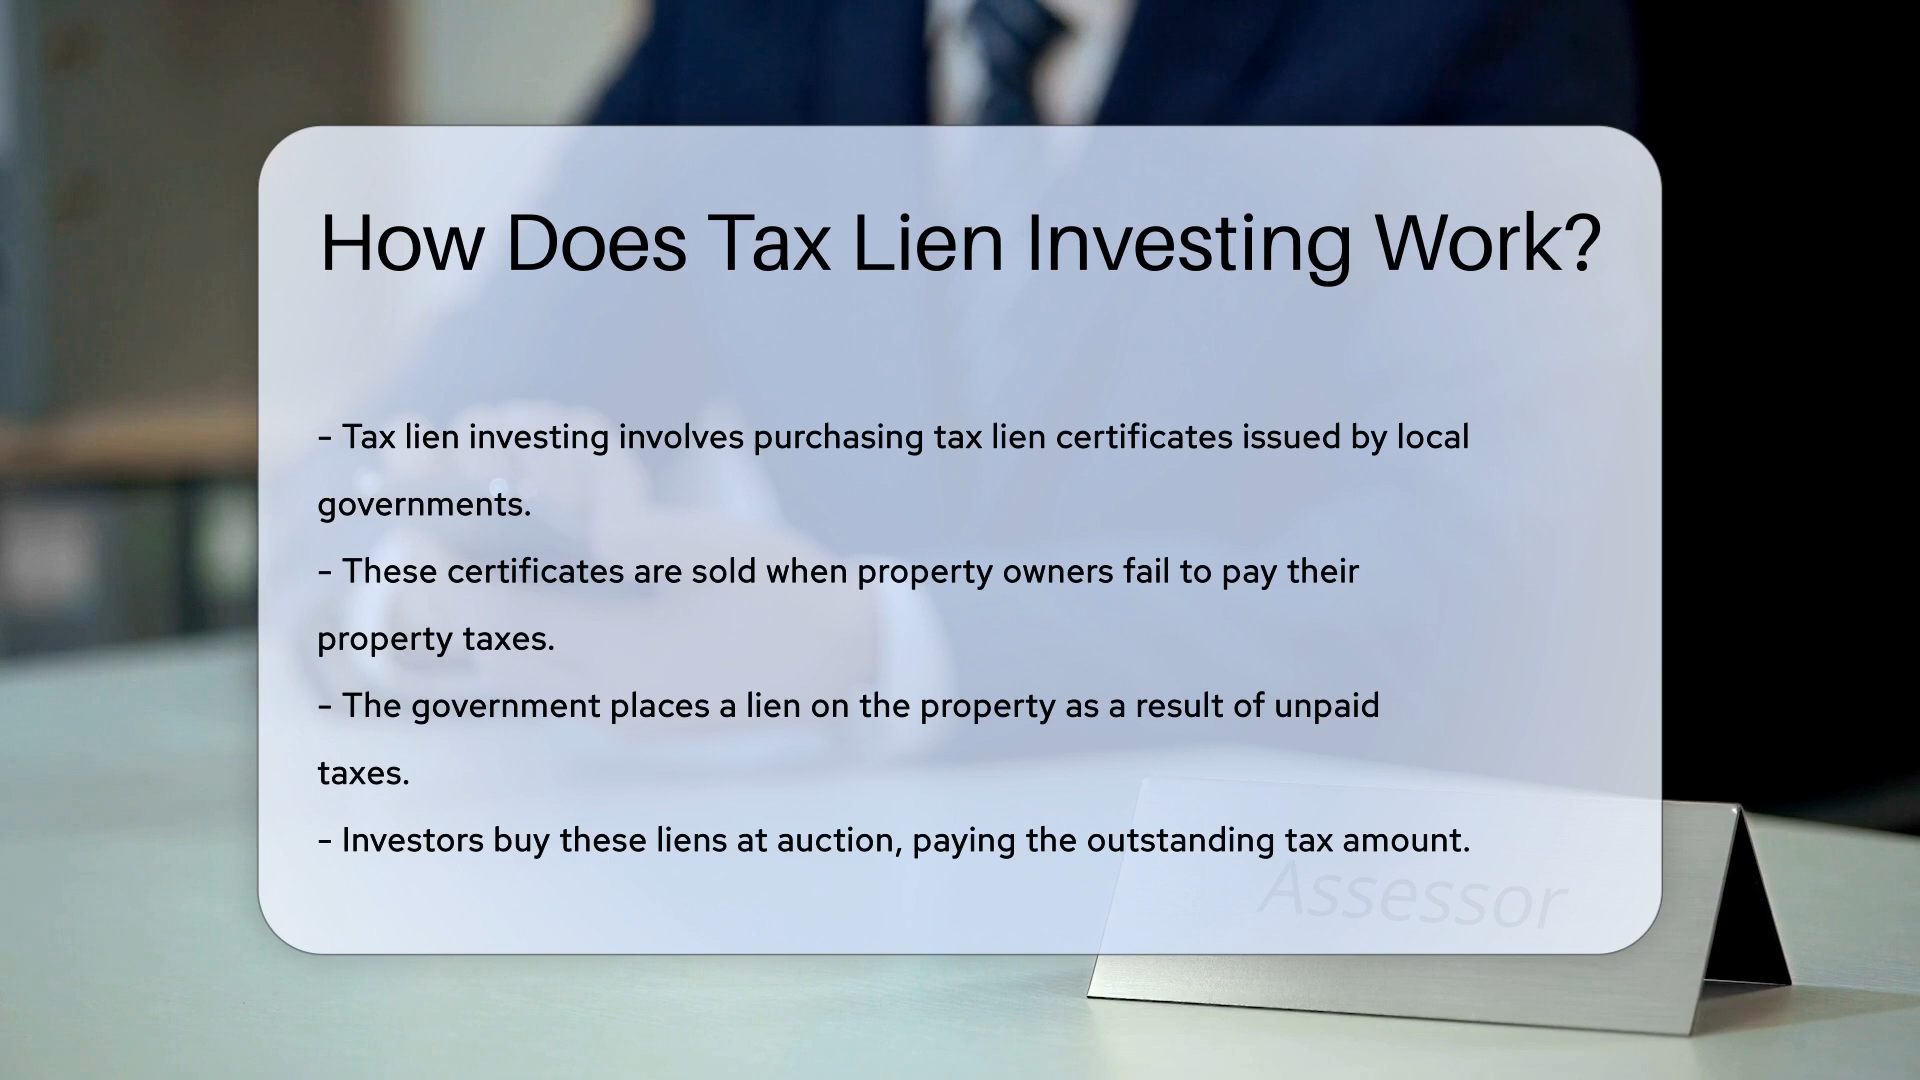 How Does Tax Lien Investing Work?
- Tax lien investing involves purchasing tax lien certificates issued by local
governments.
- These certificates are sold when property owners fail to pay their
property taxes.
- The government places a lien on the property as a result of unpaid
taxes.
- Investors buy these liens at auction, paying the outstanding tax amount.
Assessor